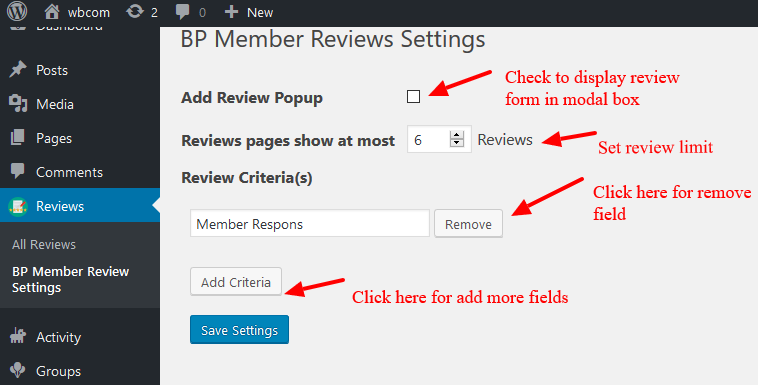 wbcom 2 0 + New
Dashboard
BP Member Reviews Settings
Posts
Media
Pages
Comments
Reviews
All Reviews
BP Member Review
Settings
Activity
Groups
Add Review Popup
Check to display review
form in modal box
Reviews pages show at most 6 Reviews
Set review limit
Review Criteria(s)
Click here for remove
field
Member Respons Remove
Add Criteria
Click here for add more fields
Save Settings